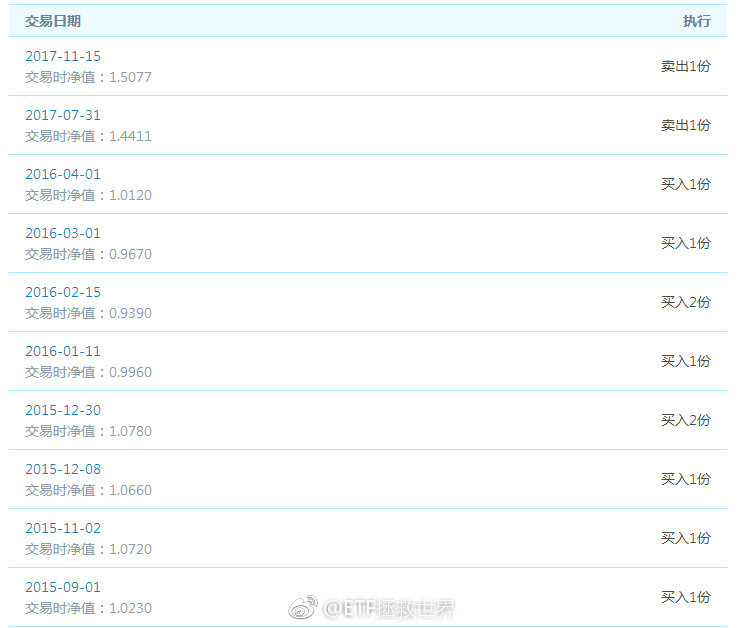 交易日期 执行
2017-11-15
交易时净值：1.5077 卖出1份
2017-07-31
交易时净值：1.4411 卖出1份
2016-04-01
交易时净值：1.0120 买入1份
2016-03-01
交易时净值：0.9670 买入1份
2016-02-15
交易时净值：0.9390 买入2份
2016-01-11
交易时净值：0.9960 买入1份
2015-12-30
交易时净值：1.0780 买入2份
2015-12-08
交易时净值：1.0660 买入1份
2015-11-02
交易时净值：1.0720 买入1份
2015-09-01
交易时净值：1.0230 买入1份
@ETF拯救世界